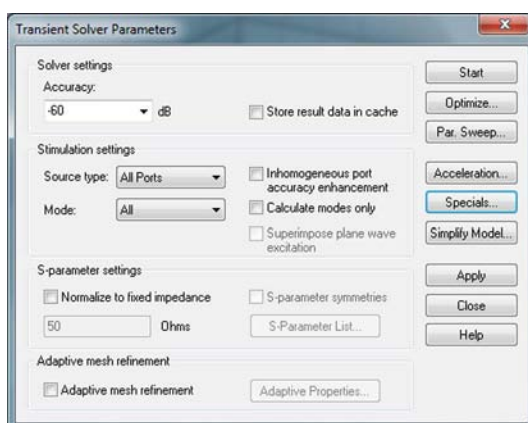 Transient Solver Parameters
Solver settings
Accuracy:
-60 dB
Store result data in cache
Stimulation settings
Source type: All Ports
Inhomogeneous port
accuracy enhancement
Mode: All
Calculate modes only
Superimpose plane wave
excitation
S-parameter settings
Normalize to fixed impedance
S-parameter symmetries
50 Ohms
S-Parameter List...
Adaptive mesh refinement
Adaptive mesh refinement
Adaptive Properties...
Start
Optimize...
Par. Sweep...
Acceleration...
Specials...
Simplify Model...
Apply
Close
Help